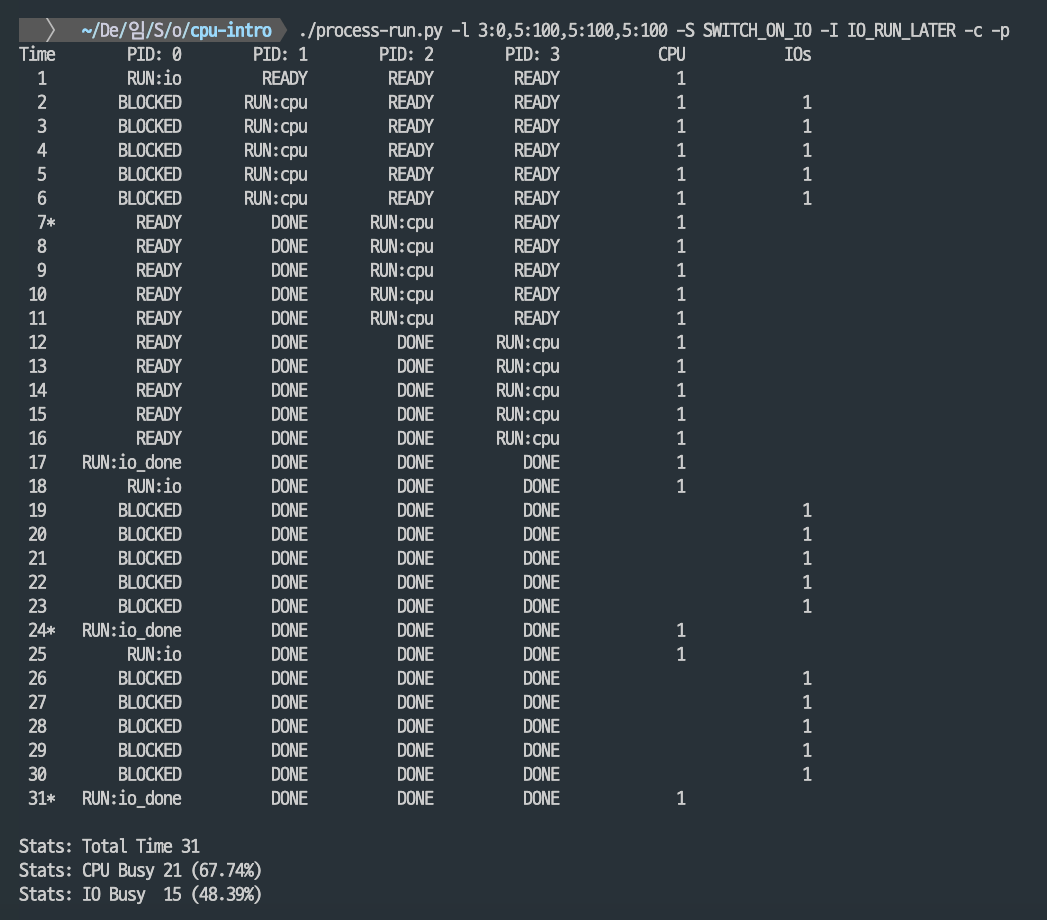 ~/De/임/S/o/cpu-intro ./process-run.py -l 3:0,5:100,5:100,5:100 -S SWITCH_ON_IO -I IO_RUN_LATER -c -p
Time PID: 0 PID: 1 PID: 2 PID: 3 CPU IOs
1 RUN:io READY READY READY 1
2 BLOCKED RUN:cpu READY READY 1 1
3 BLOCKED RUN:cpu READY READY 1 1
4 BLOCKED RUN:cpu READY READY 1 1
5 BLOCKED RUN:cpu READY READY 1 1
6 BLOCKED RUN:cpu READY READY 1 1
7* READY DONE RUN:cpu READY 1
8 READY DONE RUN:cpu READY 1
9 READY DONE RUN:cpu READY 1
10 READY DONE RUN:cpu READY 1
11 READY DONE RUN:cpu READY 1
12 READY DONE DONE RUN:cpu 1
13 READY DONE DONE RUN:cpu 1
14 READY DONE DONE RUN:cpu 1
15 READY DONE DONE RUN:cpu 1
16 READY DONE DONE RUN:cpu 1
17 RUN:io_done DONE DONE DONE 1
18 RUN:io DONE DONE DONE 1
19 BLOCKED DONE DONE DONE 1
20 BLOCKED DONE DONE DONE 1
21 BLOCKED DONE DONE DONE 1
22 BLOCKED DONE DONE DONE 1
23 BLOCKED DONE DONE DONE 1
24* RUN:io_done DONE DONE DONE 1
25 RUN:io DONE DONE DONE 1
26 BLOCKED DONE DONE DONE 1
27 BLOCKED DONE DONE DONE 1
28 BLOCKED DONE DONE DONE 1
29 BLOCKED DONE DONE DONE 1
30 BLOCKED DONE DONE DONE 1
31* RUN:io_done DONE DONE DONE 1
Stats: Total Time 31
Stats: CPU Busy 21 (67.74%)
Stats: IO Busy 15 (48.39%)